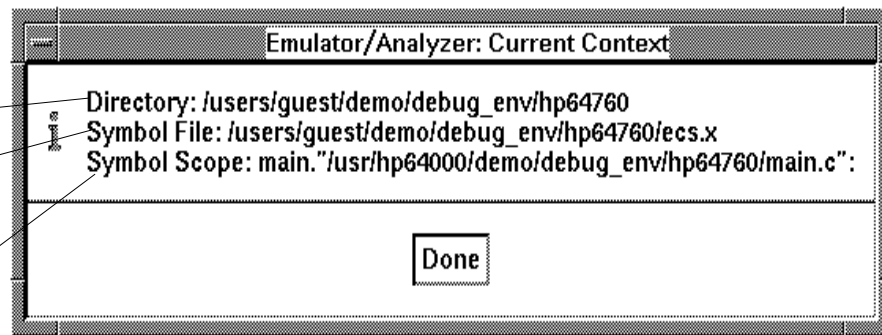 Emulator/Analyzer: Current Context
Directory: /users/guest/demo/debug_env/hp64760
Symbol File: /users/guest/demo/debug_env/hp64760/ecs.x
Symbol Scope: main."/usr/hp64000/demo/debug_env/hp64760/main.c":
Done